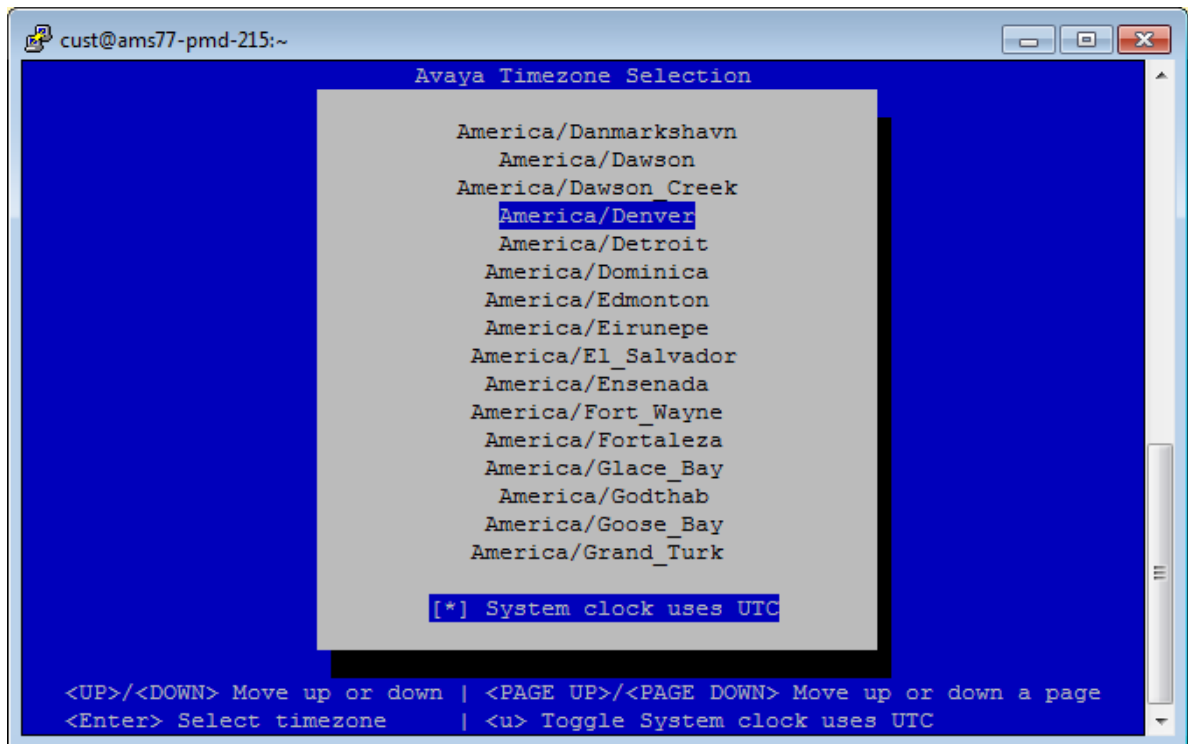 cust@ams77-pmd-215:~
Avaya Timezone Selection
America/Danmarkshavn
America/Dawson
America/Dawson_Creek
America/Denver
America/Detroit
America/Dominica
America/Edmonton
America/Eirunepe
America/El_Salvador
America/Ensenada
America/Fort_Wayne
America/Fortaleza
America/Glace_Bay
America/Godthab
America/Goose_Bay
America/Grand_Turk
[*] System clock uses UTC
<UP>/<DOWN> Move up or down | <PAGE UP>/<PAGE DOWN> Move up or down a page
<Enter> Select timezone | <u> Toggle System clock uses UTC